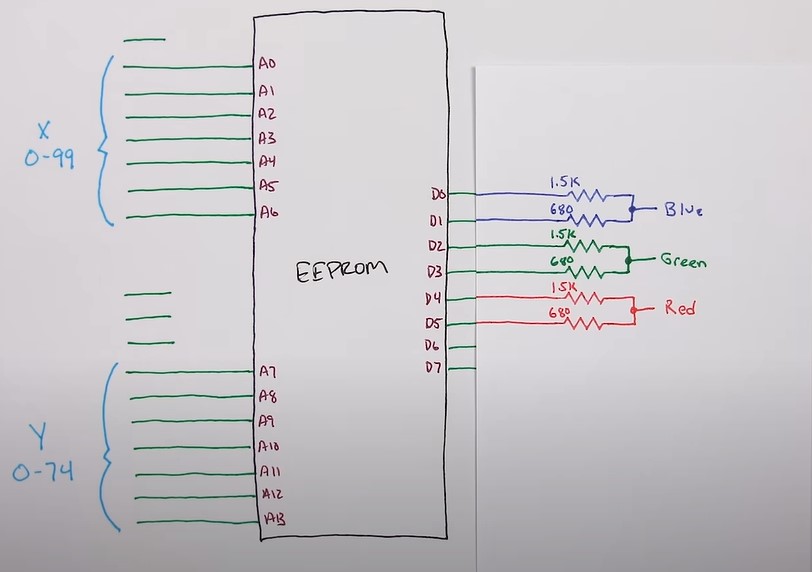 X
0-99
A0
A1
A2
A3
A4
A5
A6
EEPROM
D0
D1
D2
D3
D4
D5
D6
D7
1.5K
680
Blue
1.5K
680
Green
1.5K
680
Red
Y
0-74
A7
A8
A9
A10
A11
A12
A13